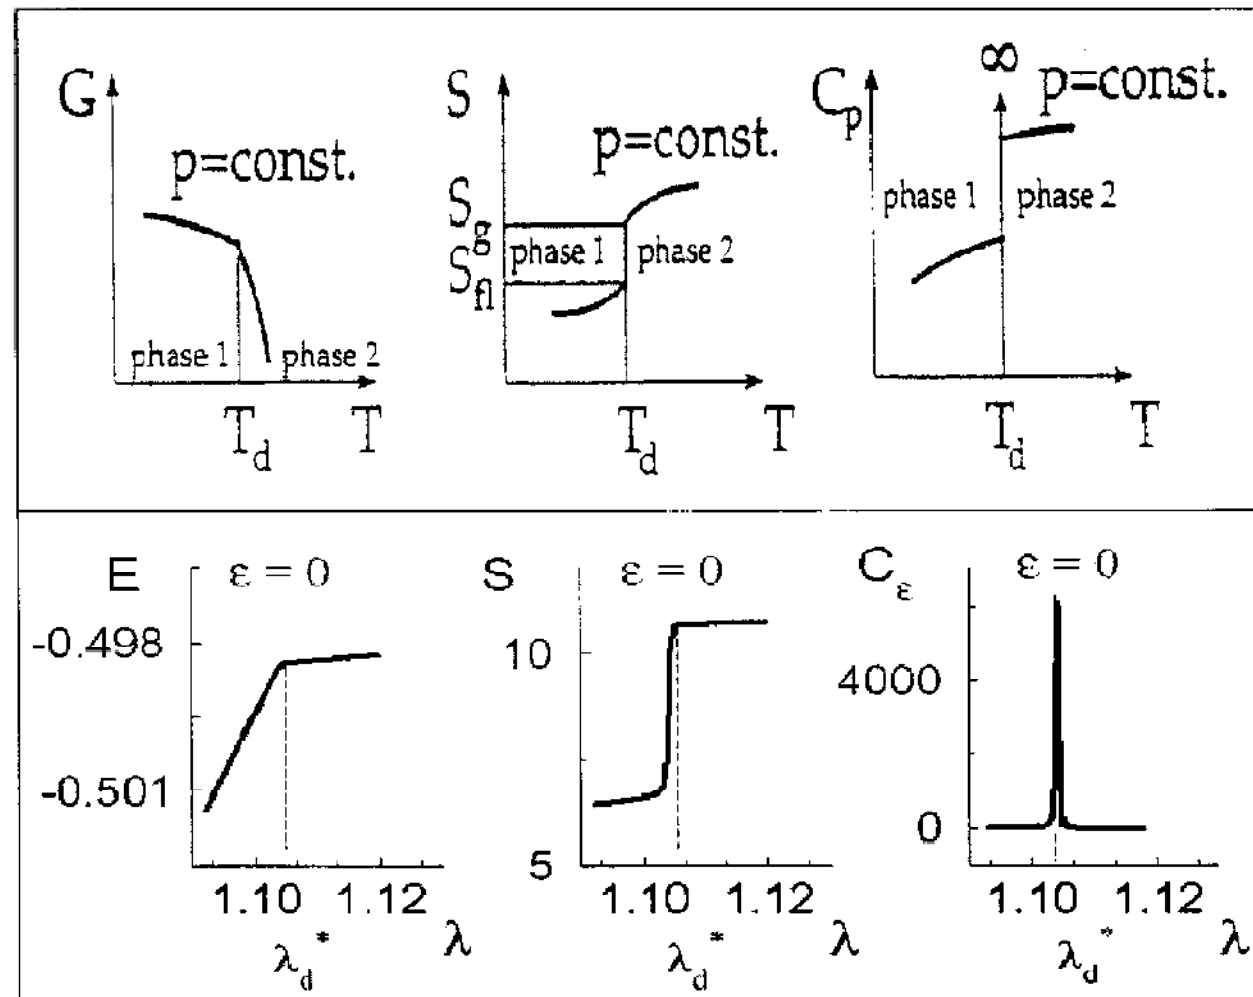 G
p=const.
phase 1
phase 2
T_d
T
S
p=const.
S_g
phase 1
phase 2
S_fl
T_d
T
C_p
∞
p=const.
phase 1
phase 2
T_d
T
E
ε = 0
-0.498
-0.501
1.10 1.12
λ_d^*
λ
S
ε = 0
10
5
1.10 1.12
λ_d^*
λ
C_ε
ε = 0
4000
0
1.10 1.12
λ_d^*
λ